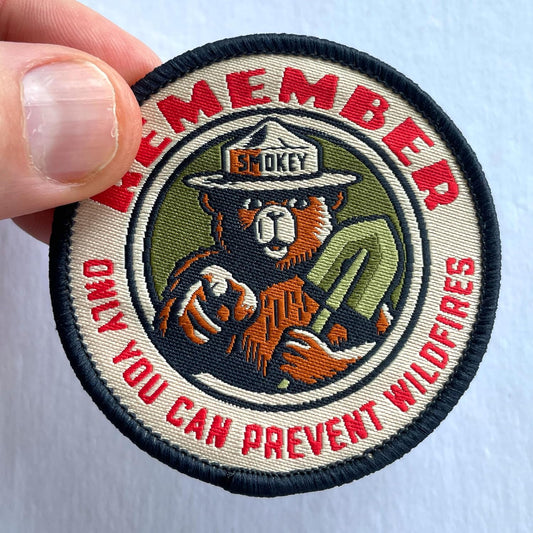 REMEMBER
SMOKEY
ONLY YOU CAN PREVENT WILDFIRES